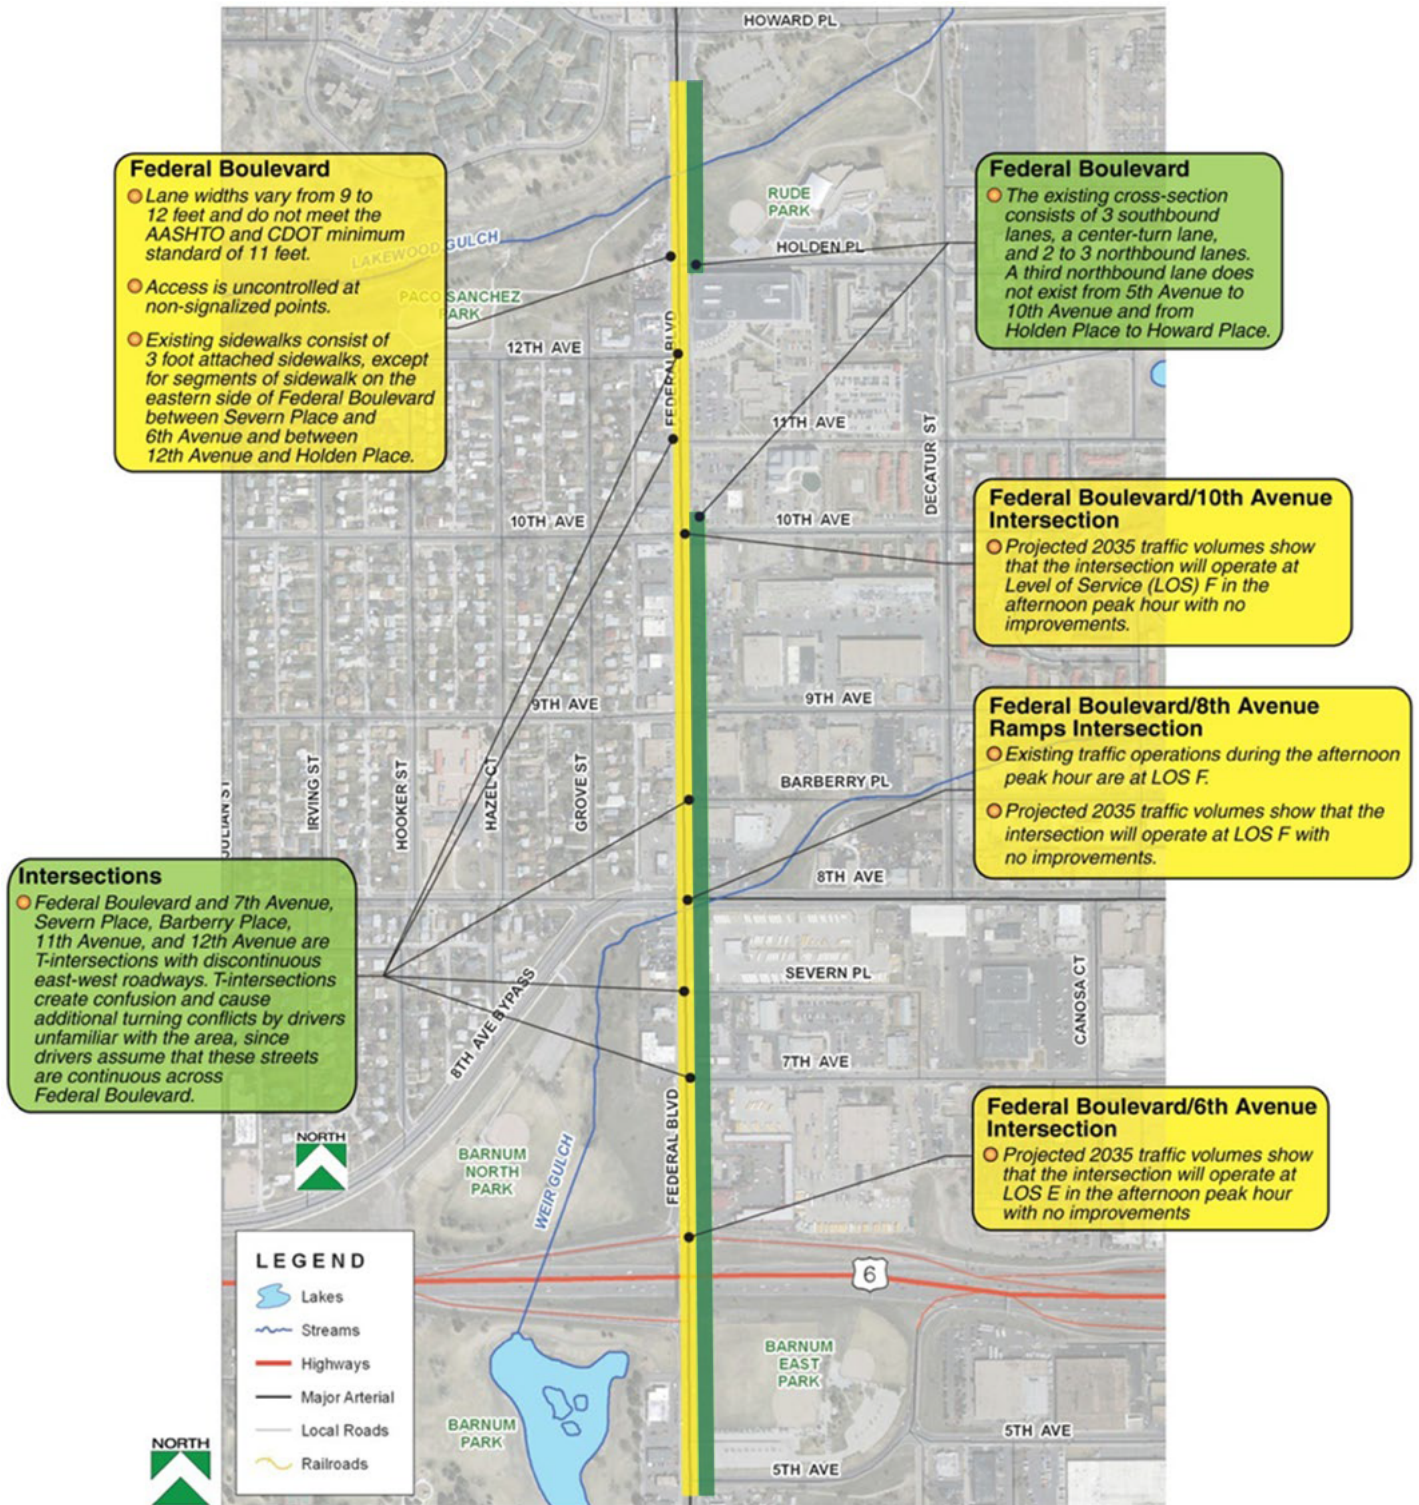 HOWARD PL
Federal Boulevard
Lane widths vary from 9 to
12 feet and do not meet the
AASHTO and CDOT minimum
standard of 11 feet.
Access is uncontrolled at
non-signalized points.
Existing sidewalks consist of
3 foot attached sidewalks, except
for segments of sidewalk on the
eastern side of Federal Boulevard
between Severn Place and
6th Avenue and between
12th Avenue and Holden Place.
Federal Boulevard
The existing cross-section
consists of 3 southbound
lanes, a center-turn lane,
and 2 to 3 northbound lanes.
A third northbound lane does
not exist from 5th Avenue to
10th Avenue and from
Holden Place to Howard Place.
RUDE
PARK
LAKEWOOD GULCH
HOLDEN PL
PACO SANCHEZ
PARK
12TH AVE
FEDERAL BLVD
11TH AVE
DECATUR ST
10TH AVE
10TH AVE
Federal Boulevard/10th Avenue
Intersection
Projected 2035 traffic volumes show
that the intersection will operate at
Level of Service (LOS) F in the
afternoon peak hour with no
improvements.
9TH AVE
9TH AVE
Federal Boulevard/8th Avenue
Ramps Intersection
Existing traffic operations during the afternoon
peak hour are at LOS F.
Projected 2035 traffic volumes show that the
intersection will operate at LOS F with
no improvements.
JULIAN ST
IRVING ST
HOOKER ST
HAZEL CT
GROVE ST
BARBERRY PL
8TH AVE
Intersections
Federal Boulevard and 7th Avenue,
Severn Place, Barberry Place,
11th Avenue, and 12th Avenue are
T-intersections with discontinuous
east-west roadways. T-intersections
create confusion and cause
additional turning conflicts by drivers
unfamiliar with the area, since
drivers assume that these streets
are continuous across
Federal Boulevard.
8TH AVE BYPASS
SEVERN PL
CANOSA CT
7TH AVE
FEDERAL BLVD
Federal Boulevard/6th Avenue
Intersection
Projected 2035 traffic volumes show
that the intersection will operate at
LOS E in the afternoon peak hour
with no improvements
NORTH
BARNUM
NORTH
PARK
WEIR GULCH
6
LEGEND
Lakes
Streams
Highways
Major Arterial
Local Roads
Railroads
BARNUM
EAST
PARK
BARNUM
PARK
5TH AVE
5TH AVE
NORTH